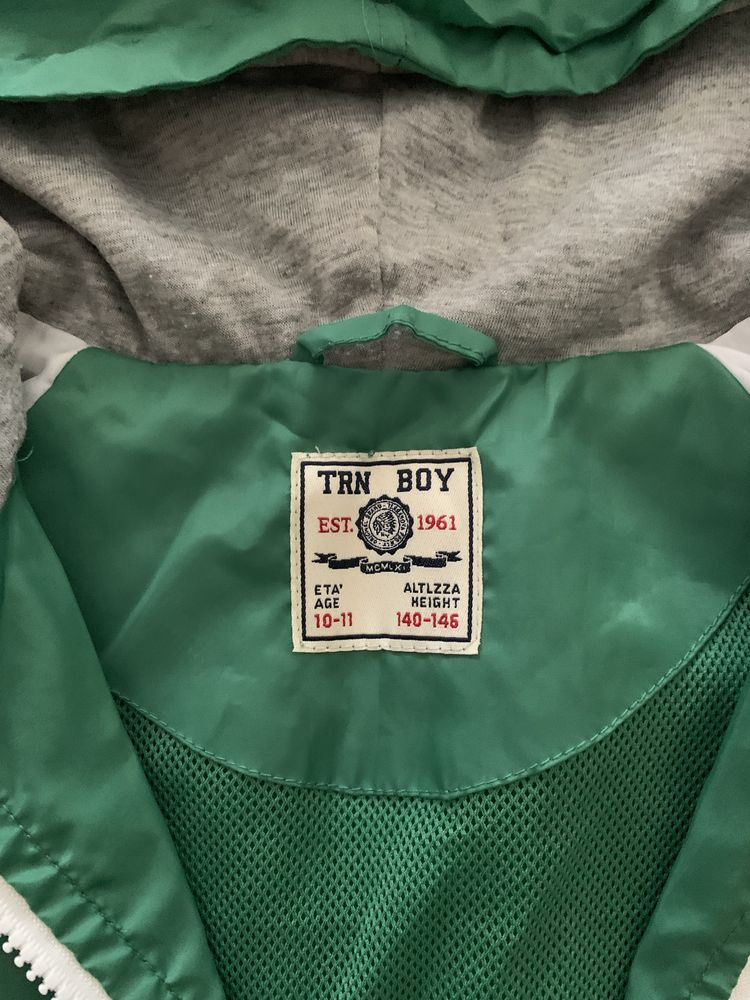 TRN BOY
EST. 1961
MCMLXI
ETA' ALTLZZA
AGE HEIGHT
10-11 140-146